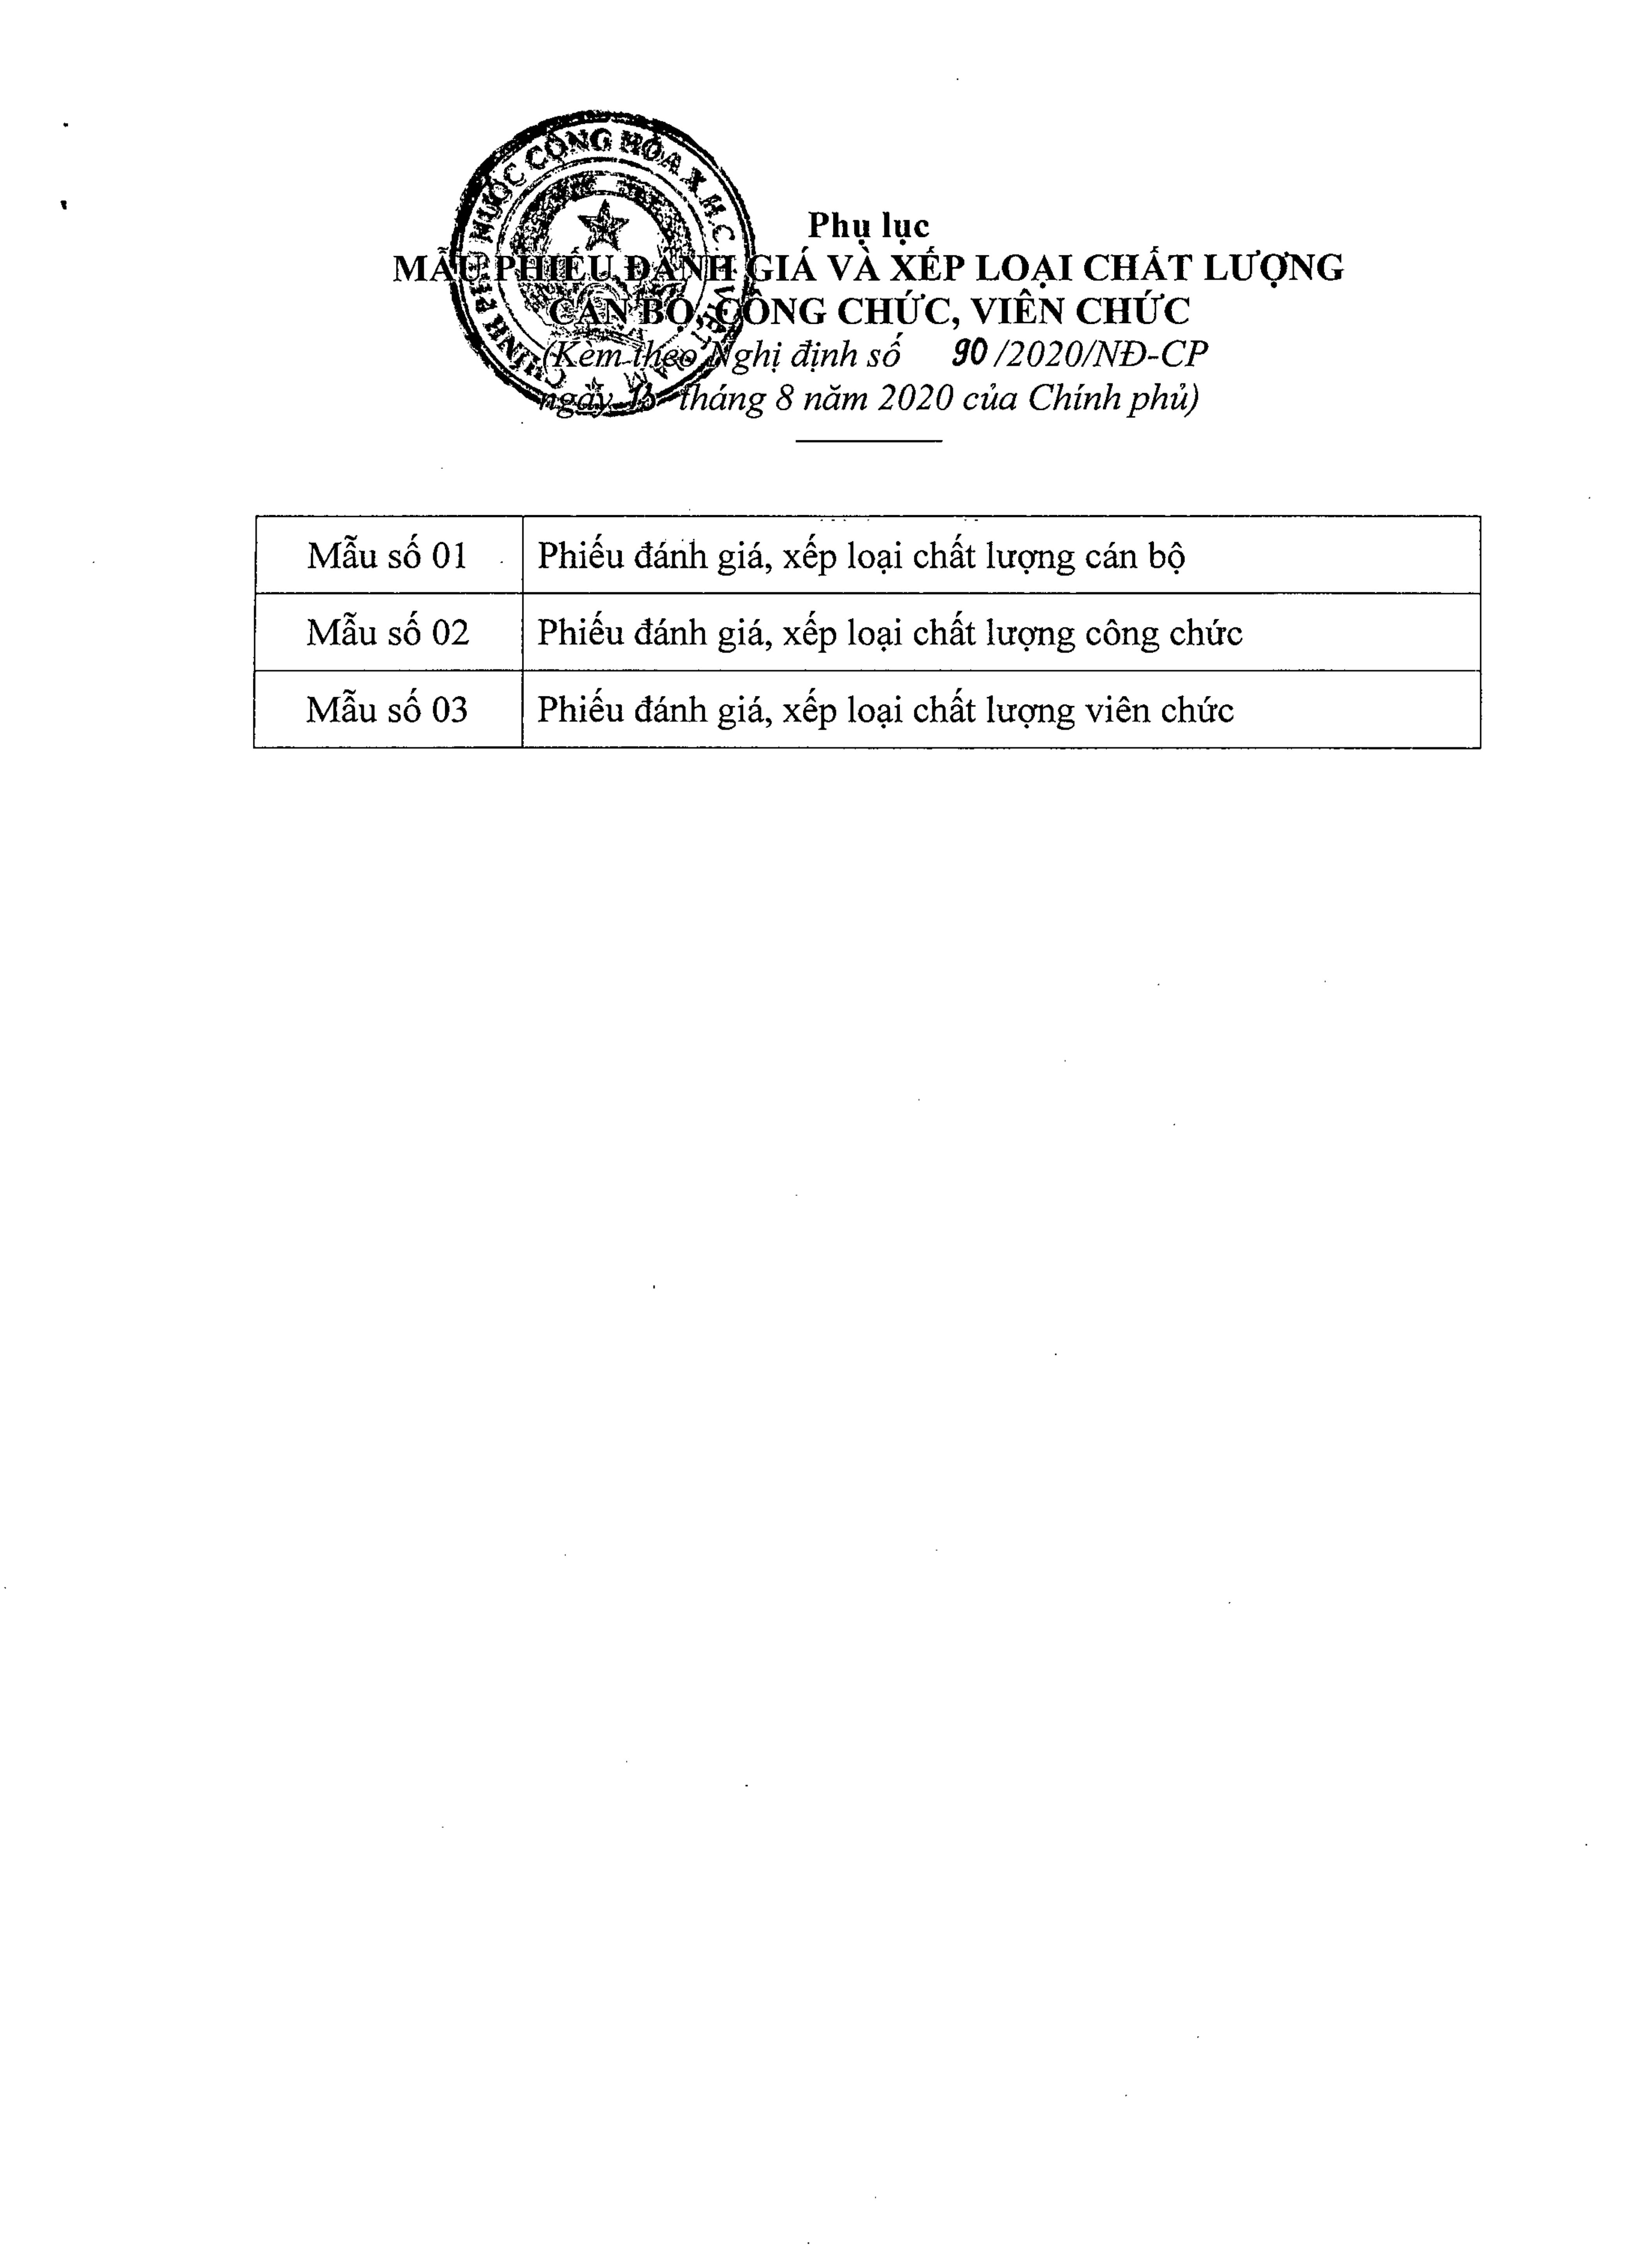 Phụ lục
MẪU PHIẾU ĐÁNH GIÁ VÀ XẾP LOẠI CHẤT LƯỢNG
CÁN BỘ, CÔNG CHỨC, VIÊN CHỨC
(Kèm theo Nghị định số 90/2020/NĐ-CP
ngày 13 tháng 8 năm 2020 của Chính phủ)
CHÍNH PHỦ NƯỚC CỘNG HÒA X.H.C.N VIỆT NAM
Mẫu số 01 Phiếu đánh giá, xếp loại chất lượng cán bộ
Mẫu số 02 Phiếu đánh giá, xếp loại chất lượng công chức
Mẫu số 03 Phiếu đánh giá, xếp loại chất lượng viên chức